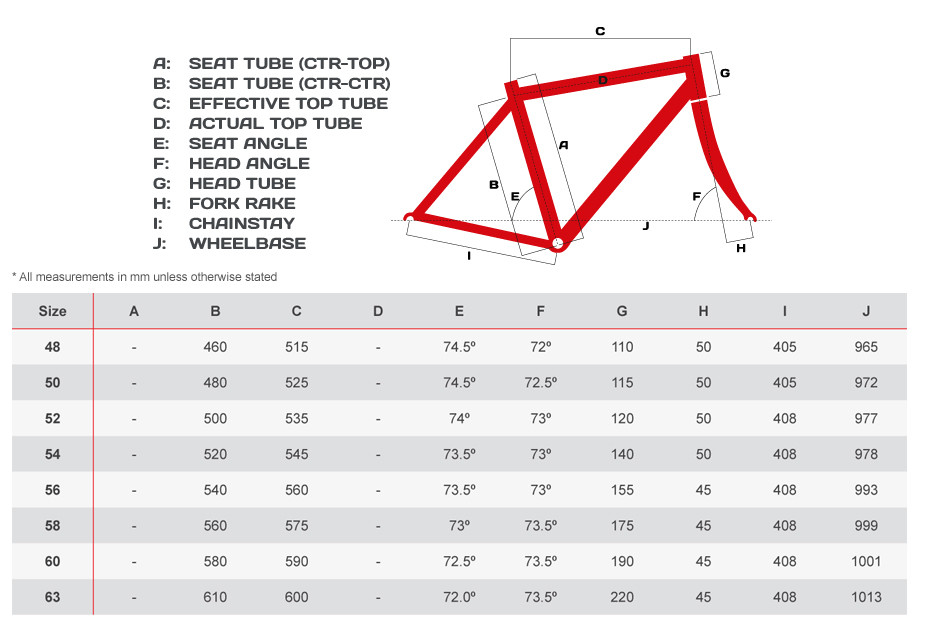 A: SEAT TUBE (CTR-TOP)
B: SEAT TUBE (CTR-CTR)
C: EFFECTIVE TOP TUBE
D: ACTUAL TOP TUBE
E: SEAT ANGLE
F: HEAD ANGLE
G: HEAD TUBE
H: FORK RAKE
I: CHAINSTAY
J: WHEELBASE
C
G
D
A
B
E
F
J
H
I
* All measurements in mm unless otherwise stated
Size A B C D E F G H I J
48 - 460 515 - 74.5º 72º 110 50 405 965
50 - 480 525 - 74.5º 72.5º 115 50 405 972
52 - 500 535 - 74º 73º 120 50 408 977
54 - 520 545 - 73.5º 73º 140 50 408 978
56 - 540 560 - 73.5º 73º 155 45 408 993
58 - 560 575 - 73º 73.5º 175 45 408 999
60 - 580 590 - 72.5º 73.5º 190 45 408 1001
63 - 610 600 - 72.0º 73.5º 220 45 408 1013